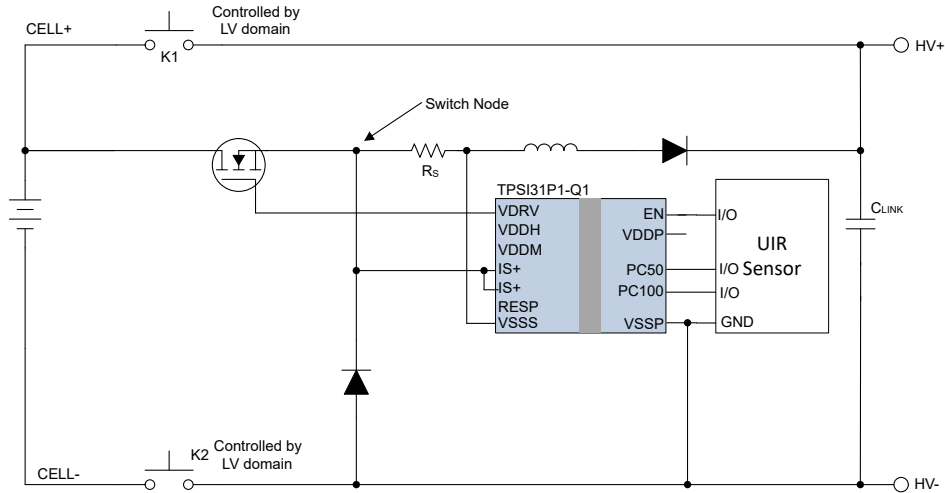 CELL+
Controlled by
LV domain
K1
HV+
Switch Node
RS
TPSI31P1-Q1
VDRV
VDDH
VDDM
IS+
IS+
RESP
VSSS
EN
VDDP
PC50
PC100
VSSP
I/O
I/O
I/O
GND
UIR
Sensor
CLINK
K2
Controlled by
LV domain
CELL-
HV-